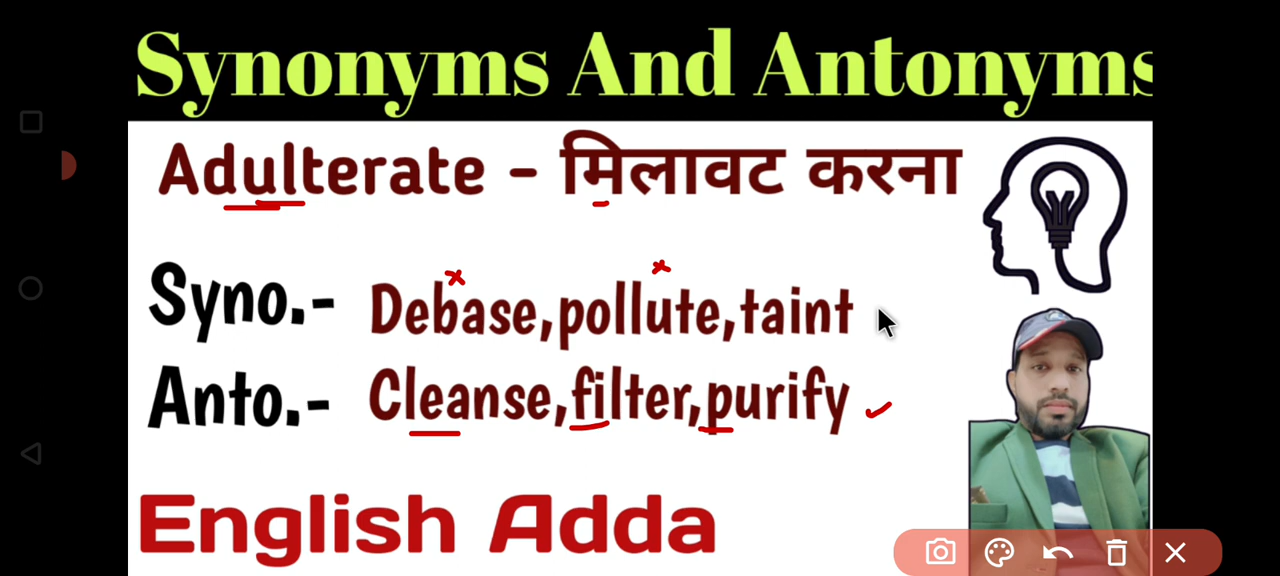 Synonyms And Antonyms
Adulterate - मिलावट करना
Syno.- Debase,pollute,taint
Anto.- Cleanse,filter,purify
English Adda